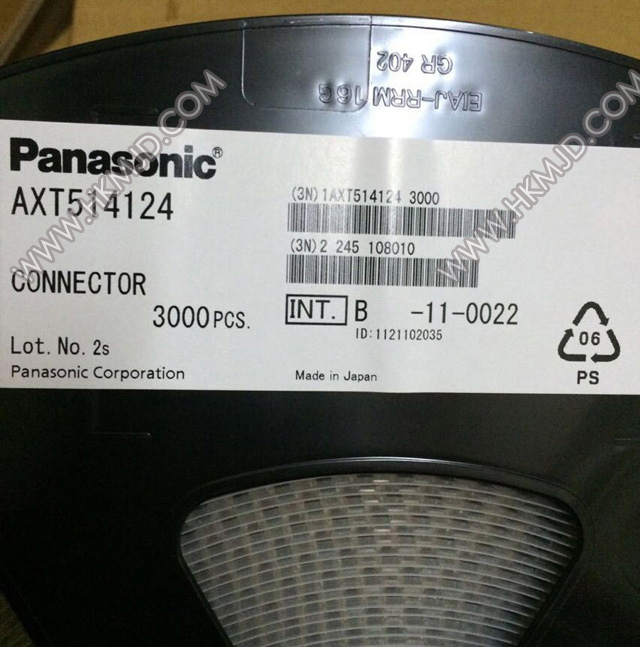 GR 402
EIAJ-RRM 16G
Panasonic®
AXT514124
(3N)1AXT514124 3000
(3N)2 245 108010
CONNECTOR
3000PCS.
INT. B -11-0022
ID:1121102035
Lot. No. 2s
Panasonic Corporation
Made in Japan
06
PS
WWW.HKMJD.COM
WWW.HKMJD.COM